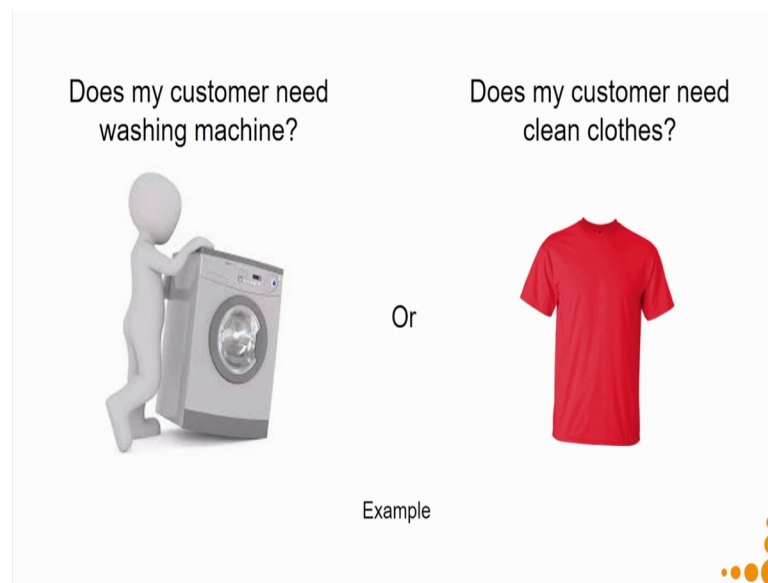 Does my customer need
washing machine?
Does my customer need
clean clothes?
Or
Example